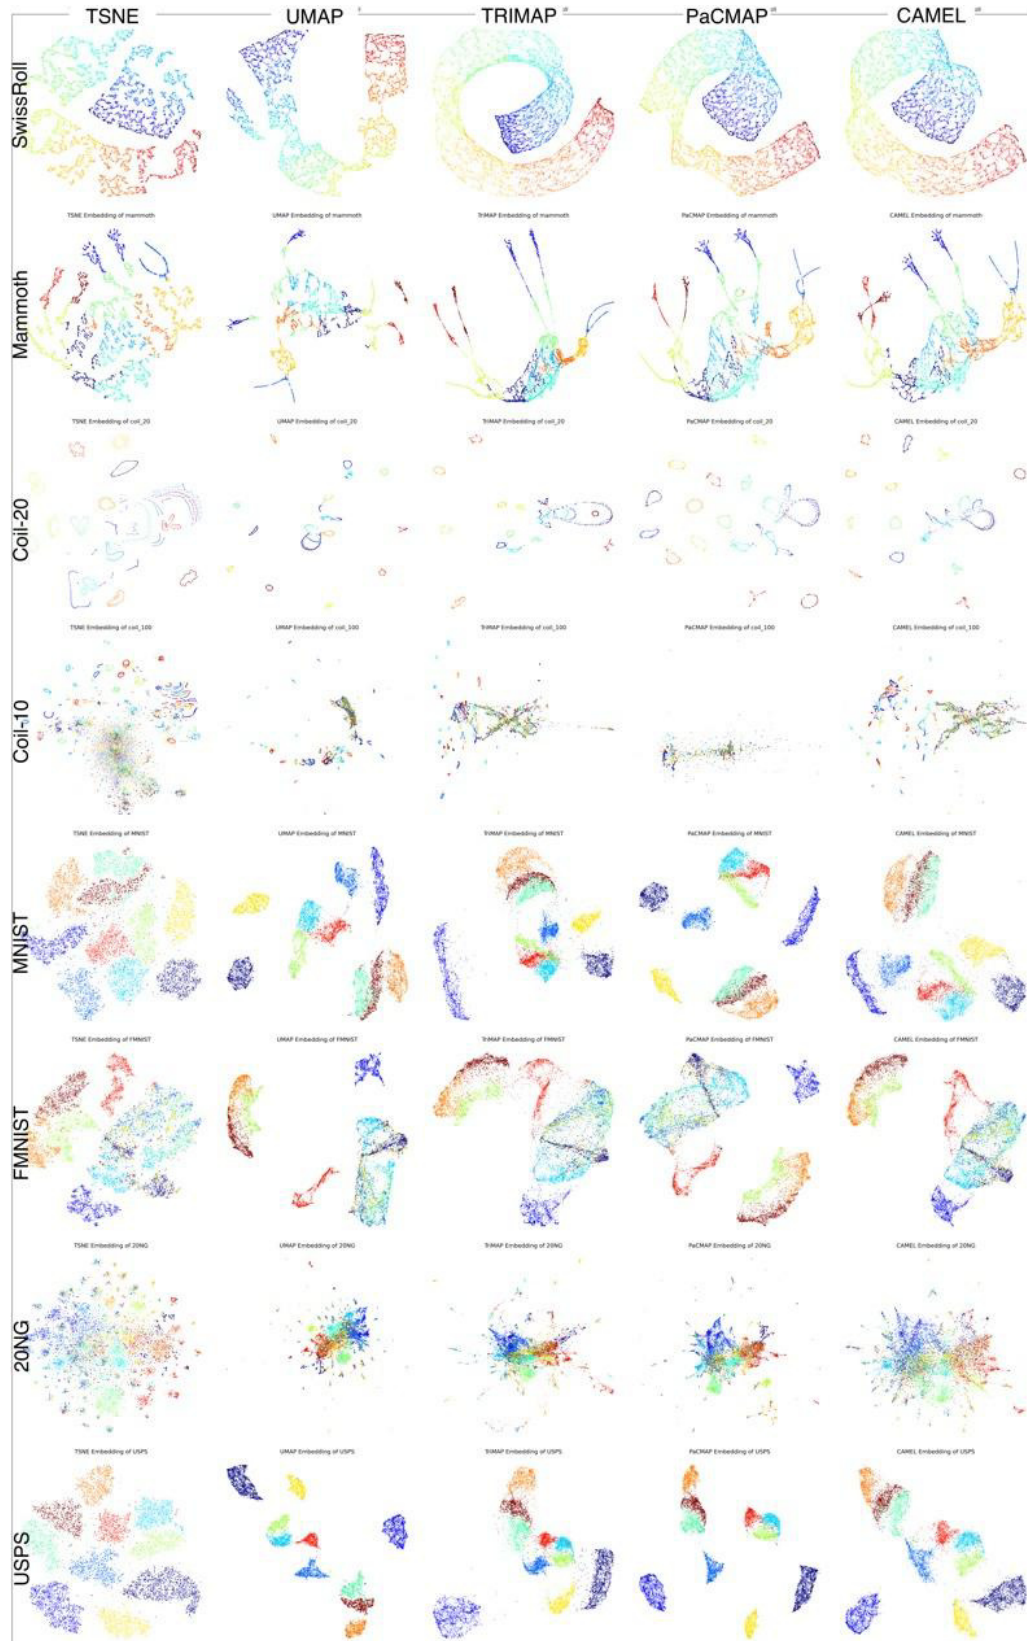 TSNE UMAP TRIMAP PaCMAP CAMEL
SwissRoll
TSNE Embedding of mammoth UMAP Embedding of mammoth TriMAP Embedding of mammoth PaCMAP Embedding of mammoth CAMEL Embedding of mammoth
Mammoth
TSNE Embedding of coil_20 UMAP Embedding of coil_20 TriMAP Embedding of coil_20 PaCMAP Embedding of coil_20 CAMEL Embedding of coil_20
Coil-20
TSNE Embedding of coil_100 UMAP Embedding of coil_100 TriMAP Embedding of coil_100 PaCMAP Embedding of coil_100 CAMEL Embedding of coil_100
Coil-10
TSNE Embedding of MNIST UMAP Embedding of MNIST TriMAP Embedding of MNIST PaCMAP Embedding of MNIST CAMEL Embedding of MNIST
MNIST
TSNE Embedding of FMNIST UMAP Embedding of FMNIST TriMAP Embedding of FMNIST PaCMAP Embedding of FMNIST CAMEL Embedding of FMNIST
FMNIST
TSNE Embedding of 20NG UMAP Embedding of 20NG TriMAP Embedding of 20NG PaCMAP Embedding of 20NG CAMEL Embedding of 20NG
20NG
TSNE Embedding of USPS UMAP Embedding of USPS TriMAP Embedding of USPS PaCMAP Embedding of USPS CAMEL Embedding of USPS
USPS